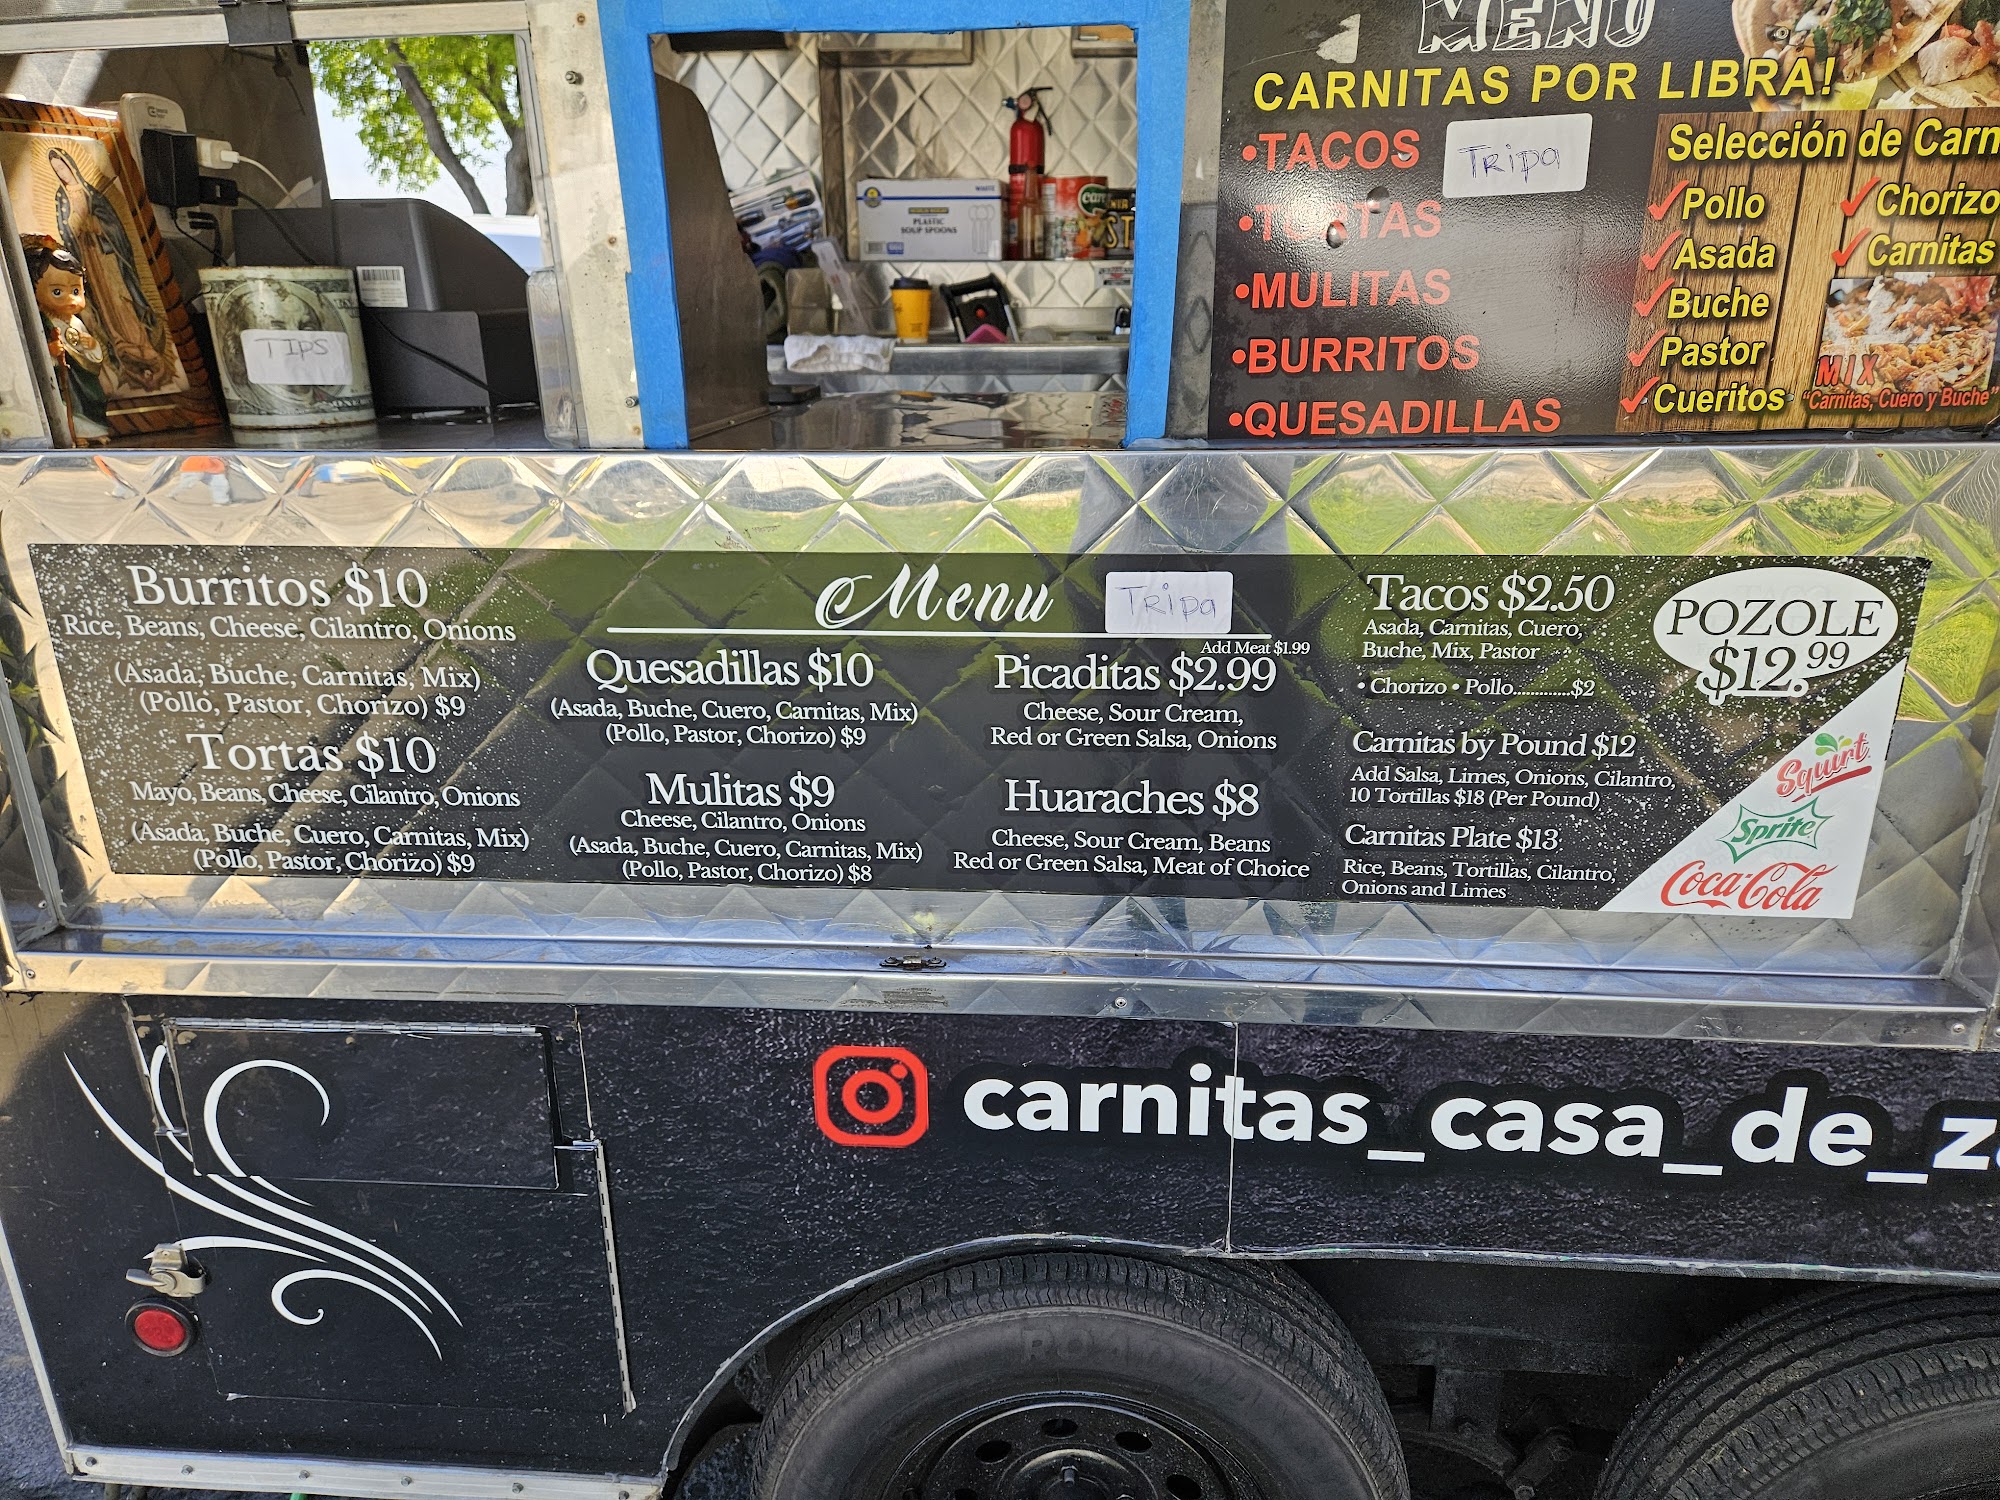 MENU
CARNITAS POR LIBRA!
•TACOS
Tripa
•TORTAS
•MULITAS
•BURRITOS
•QUESADILLAS
Selección de Carn
Pollo
Asada
Buche
Pastor
Cueritos
Chorizo
Carnitas
MIX
"Carnitas, Cuero y Buche"
TIPS
PLASTIC
SOUP SPOONS
Burritos $10
Rice, Beans, Cheese, Cilantro, Onions
(Asada, Buche, Carnitas, Mix)
(Pollo, Pastor, Chorizo) $9
Tortas $10
Mayo, Beans, Cheese, Cilantro, Onions
(Asada, Buche, Cuero, Carnitas, Mix)
(Pollo, Pastor, Chorizo) $9
Menu
Tripa
Quesadillas $10
(Asada, Buche, Cuero, Carnitas, Mix)
(Pollo, Pastor, Chorizo) $9
Mulitas $9
Cheese, Cilantro, Onions
(Asada, Buche, Cuero, Carnitas, Mix)
(Pollo, Pastor, Chorizo) $8
Add Meat $1.99
Picaditas $2.99
Cheese, Sour Cream,
Red or Green Salsa, Onions
Huaraches $8
Cheese, Sour Cream, Beans
Red or Green Salsa, Meat of Choice
Tacos $2.50
Asada, Carnitas, Cuero,
Buche, Mix, Pastor
• Chorizo • Pollo............$2
Carnitas by Pound $12
Add Salsa, Limes, Onions, Cilantro,
10 Tortillas $18 (Per Pound)
Carnitas Plate $13
Rice, Beans, Tortillas, Cilantro,
Onions and Limes
POZOLE
$12.99
Squirt
Sprite
Coca-Cola
carnitas_casa_de_z